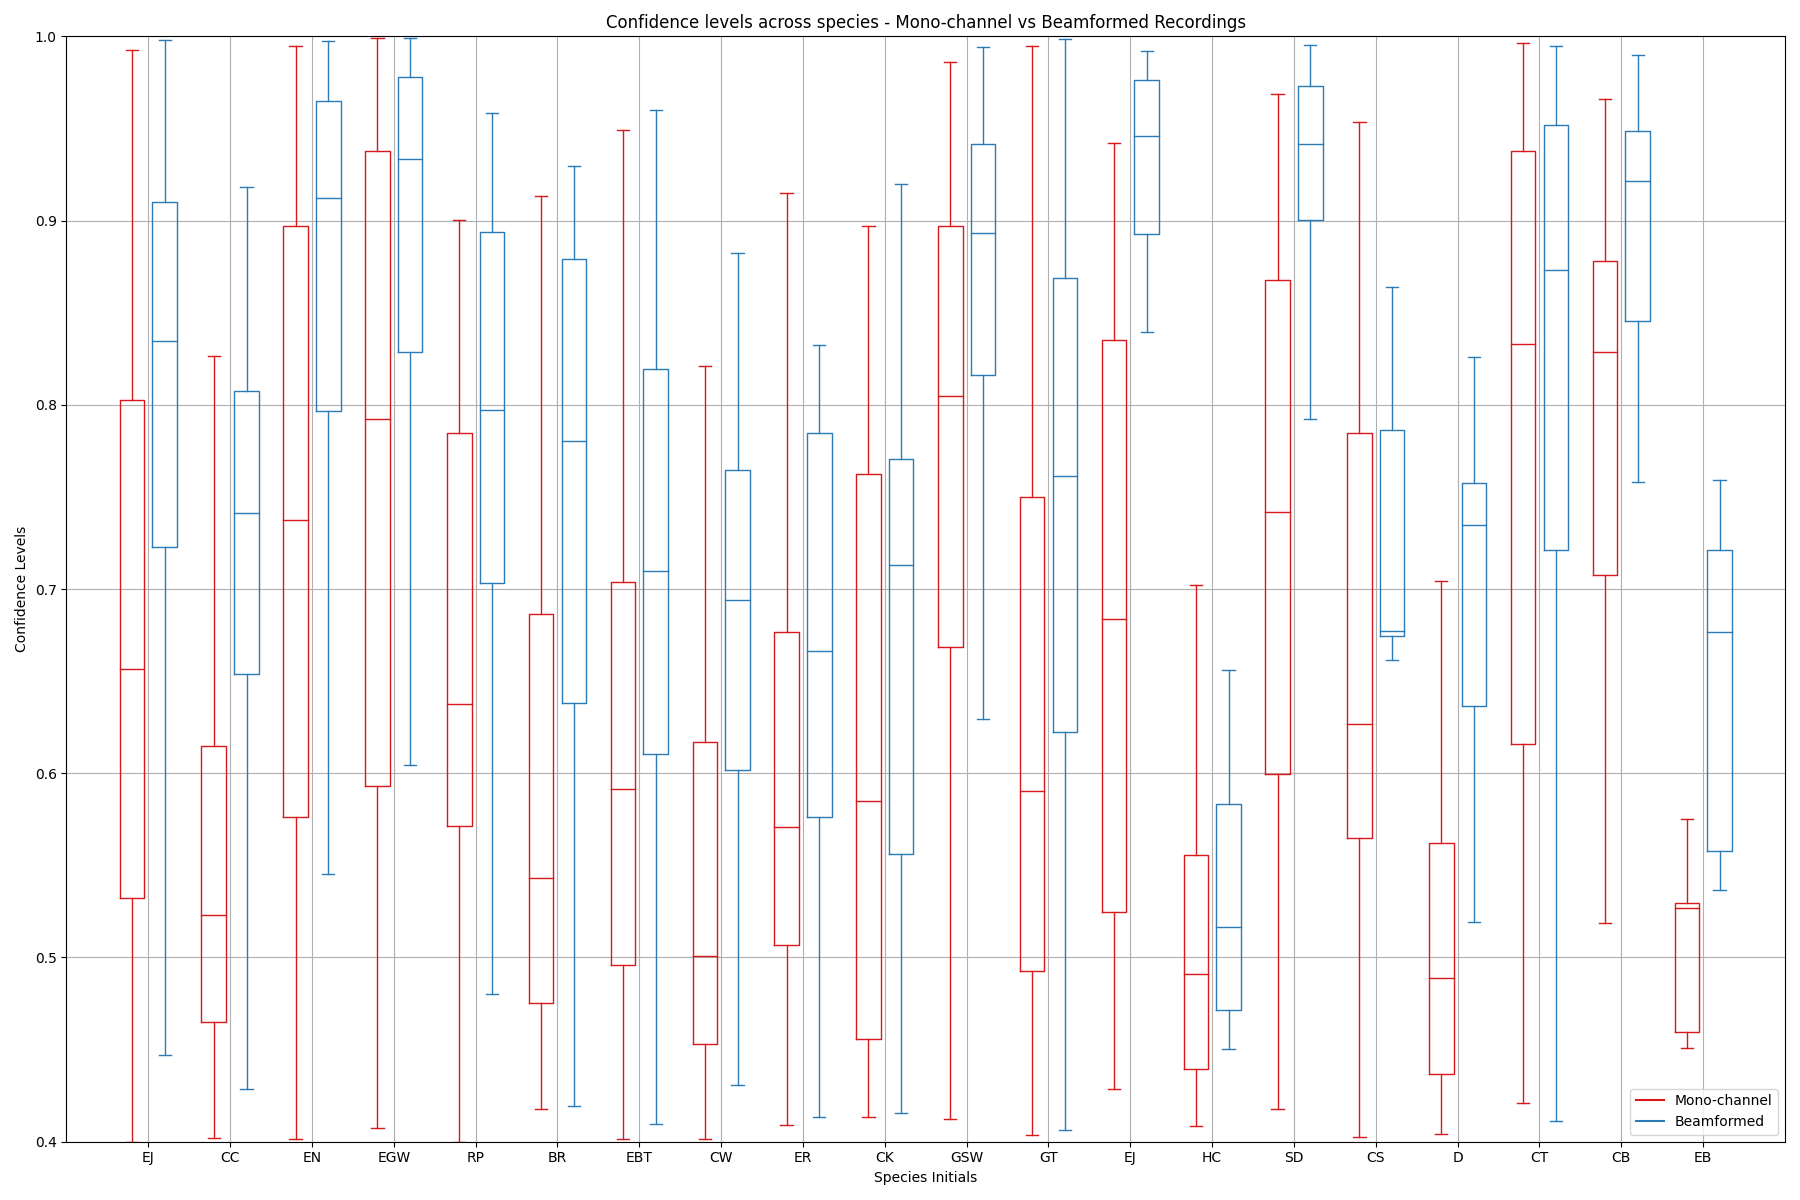 Confidence levels across species - Mono-channel vs Beamformed Recordings
1.0
0.9
0.8
0.7
0.6
0.5
0.4
Confidence Levels
EJ CC EN EGW RP BR EBT CW ER CK GSW GT EJ HC SD CS D CT CB EB
Species Initials
Mono-channel
Beamformed